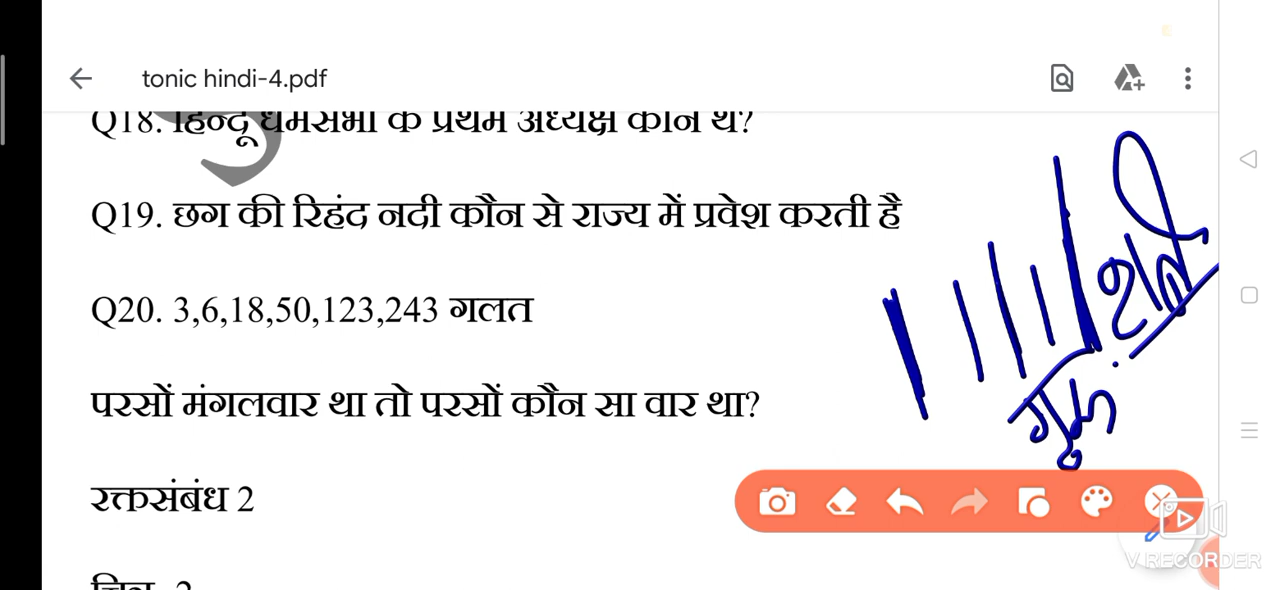 tonic hindi-4.pdf
Q18. हिन्दू धर्मसभा के प्रथम अध्यक्ष कौन थे?
Q19. छग की रिहंद नदी कौन से राज्य में प्रवेश करती है
Q20. 3,6,18,50,123,243 गलत
परसों मंगलवार था तो परसों कौन सा वार था?
रक्तसंबंध 2
V RECORDER